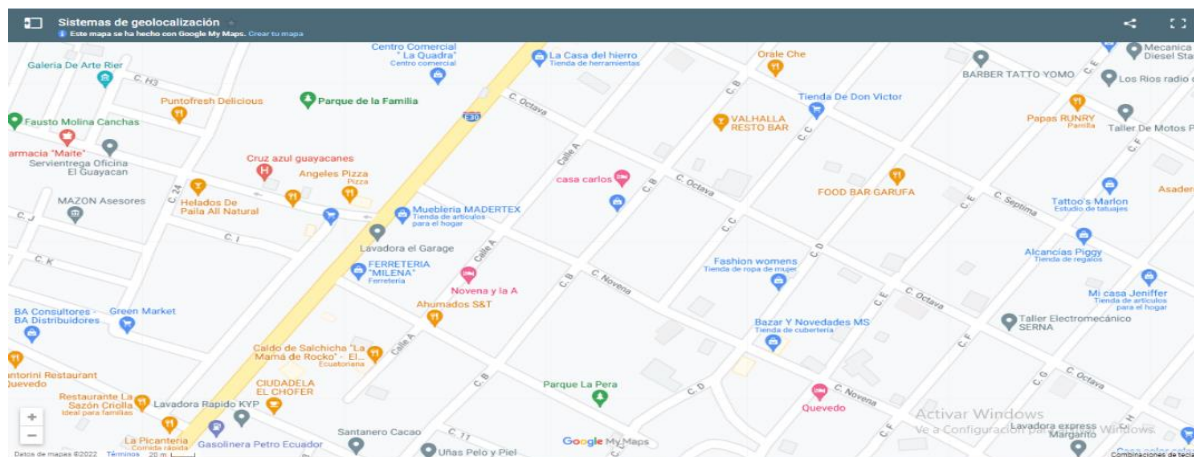 Sistemas de geolocalización
Este mapa se ha hecho con Google My Maps. Crear tu mapa
Centro Comercial
" La Quadra"
Centro comercial
La Casa del hierro
Tienda de herramientas
Orale Che
Mecanica
Diesel Sta
Galeria De Arte Rier
C. H3
BARBER TATTO YOMO
Los Rios radio
Puntofresh Delicious
Parque de la Familia
E30
C. Octava
Tienda De Don Victor
C. C
C. E
Papas RUNRY
Parrilla
Fausto Molina Canchas
VALHALLA
RESTO BAR
Taller De Motos P
armacia "Maite"
Servientrega Oficina
El Guayacan
Cruz azul guayacanes
Calle A
C. F
Angeles Pizza
Pizza
casa carlos
C. B
C. Octava
FOOD BAR GARUFA
C. 24
MAZON Asesores
Helados De
Paila All Natural
Muebleria MADERTEX
Tienda de artículos
para el hogar
C. E
C. Septima
Tattoo's Marlon
Estudio de tatuajes
Asader
C. J
C. I
Lavadora el Garage
Calle A
C. C
C. D
Alcancías Piggy
Tienda de regalos
C. K
FERRETERIA
"MILENA"
Ferretería
Novena y la A
C. B
C. Novena
Fashion womens
Tienda de ropa de mujer
C. E
C. Octava
C. F
Mi casa Jeniffer
Tienda de artículos
para el hogar
BA Consultores -
BA Distribuidores
Green Market
Ahumados S&T
Bazar Y Novedades MS
Tienda de cubertería
Taller Electromecánico
SERNA
Caldo de Salchicha "La
Mamá de Rocko" - El...
Ecuatoriana
Calle A
antorini Restaurant
Quevedo
CIUDADELA
EL CHOFER
C. B
Parque La Pera
C. D
C. Novena
C. G
C. Octava
Restaurante La
Sazón Criolla
Ideal para familias
Lavadora Rapido KYP
Quevedo
Activar Windows
Ve a Configuración para activar Windows.
Lavadora express
Margarito
C. H
La Picanteria
Comida rápida
Gasolinera Petro Ecuador
Santanero Cacao
C. 11
Uñas Pelo y Piel
Google My Maps
C. F
Datos de mapas ©2022
Términos
20 m
Combinaciones de tecla